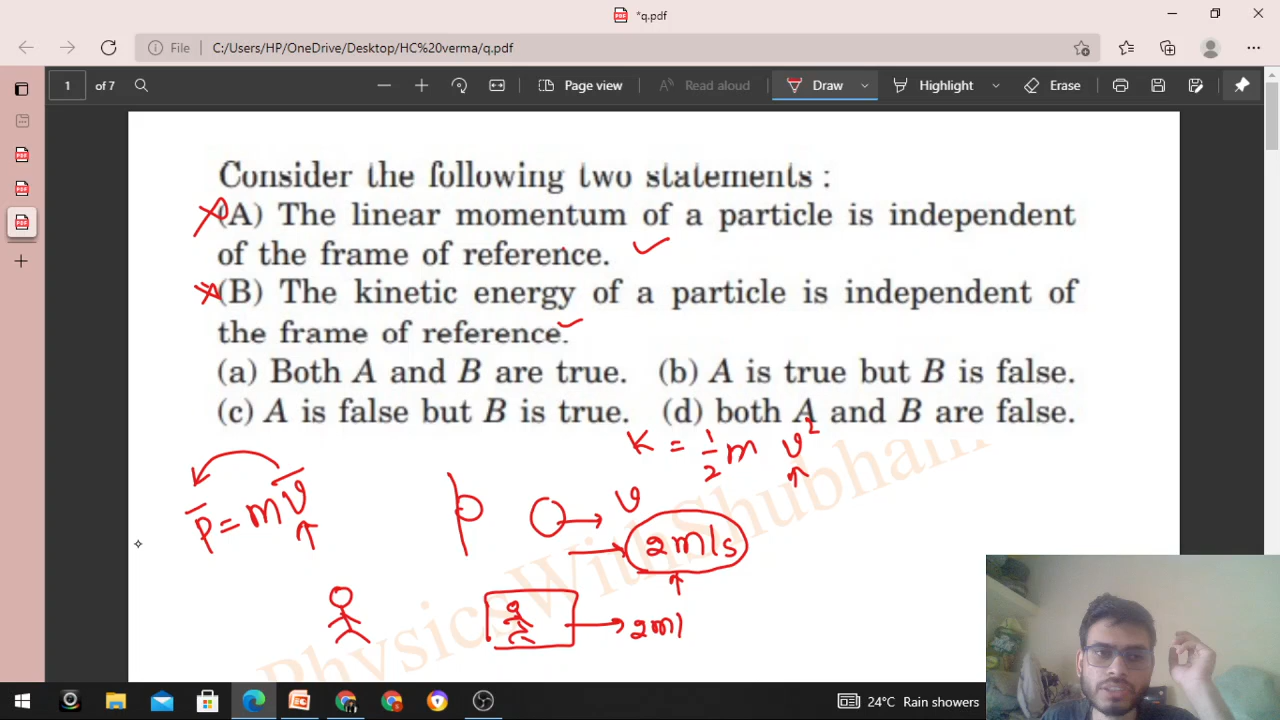 *q.pdf
File C:/Users/HP/OneDrive/Desktop/HC%20verma/q.pdf
1 of 7 Page view Read aloud Draw Highlight Erase
Consider the following two statements :
(A) The linear momentum of a particle is independent
of the frame of reference.
(B) The kinetic energy of a particle is independent of
the frame of reference.
(a) Both A and B are true. (b) A is true but B is false.
(c) A is false but B is true. (d) both A and B are false.
K = 1/2 m v²
p = mv
v
2m/s
2m/
PhysicsWithShubham
24°C Rain showers